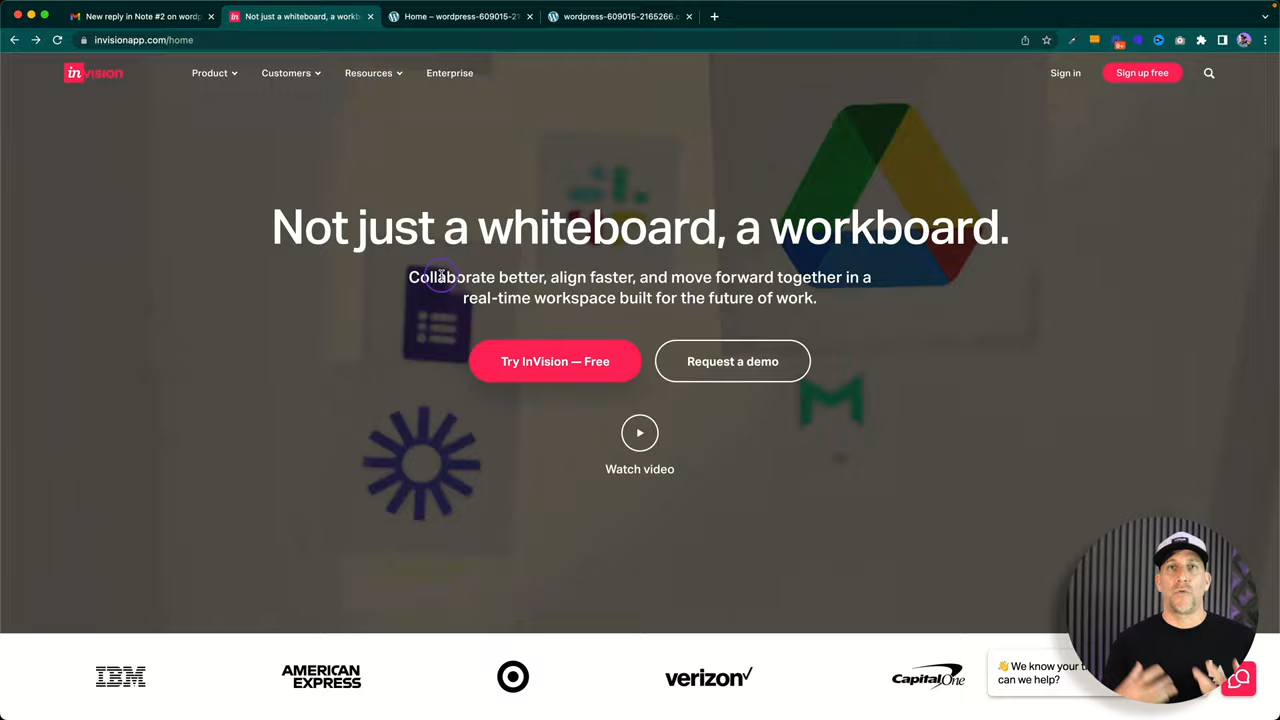 New reply in Note #2 on wordp
Not just a whiteboard, a workb
Home – wordpress-609015-21
wordpress-609015-2165266.c
invisionapp.com/home
9+
invision
Product
Customers
Resources
Enterprise
Sign in
Sign up free
Not just a whiteboard, a workboard.
Collaborate better, align faster, and move forward together in a
real-time workspace built for the future of work.
Try InVision — Free
Request a demo
Watch video
IBM
AMERICAN
EXPRESS
verizon
Capital One
We know your t
can we help?